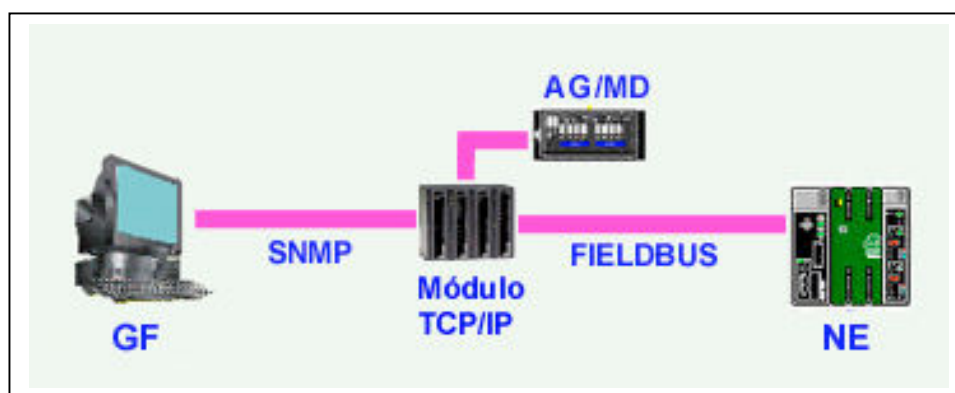 AG/MD
SNMP
FIELDBUS
Módulo
TCP/IP
GF
NE